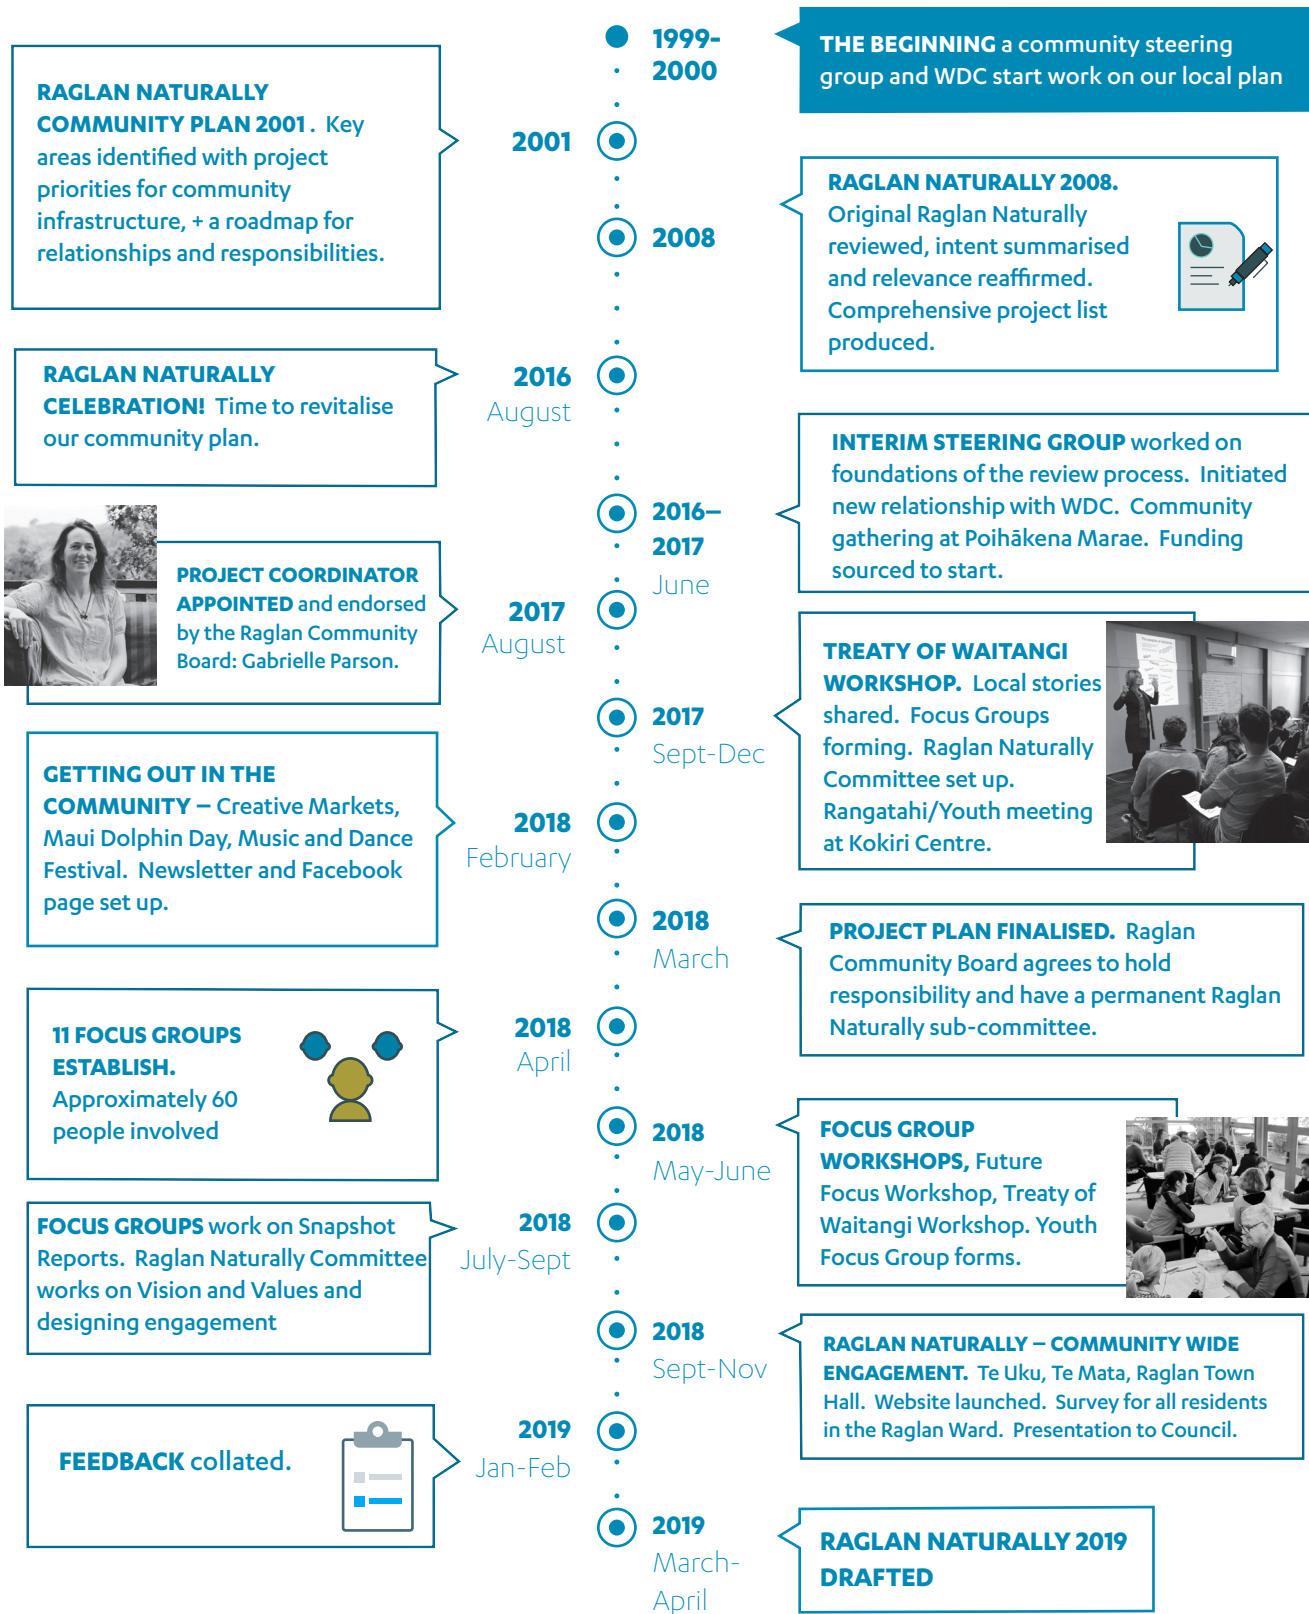 1999-
2000
THE BEGINNING a community steering
group and WDC start work on our local plan
RAGLAN NATURALLY
COMMUNITY PLAN 2001 . Key
areas identified with project
priorities for community
infrastructure, + a roadmap for
relationships and responsibilities.
2001
2008
RAGLAN NATURALLY 2008.
Original Raglan Naturally
reviewed, intent summarised
and relevance reaffirmed.
Comprehensive project list
produced.
RAGLAN NATURALLY
CELEBRATION! Time to revitalise
our community plan.
2016
August
2016–
2017
June
INTERIM STEERING GROUP worked on
foundations of the review process. Initiated
new relationship with WDC. Community
gathering at Poihākena Marae. Funding
sourced to start.
PROJECT COORDINATOR
APPOINTED and endorsed
by the Raglan Community
Board: Gabrielle Parson.
2017
August
2017
Sept-Dec
TREATY OF WAITANGI
WORKSHOP. Local stories
shared. Focus Groups
forming. Raglan Naturally
Committee set up.
Rangatahi/Youth meeting
at Kokiri Centre.
GETTING OUT IN THE
COMMUNITY – Creative Markets,
Maui Dolphin Day, Music and Dance
Festival. Newsletter and Facebook
page set up.
2018
February
2018
March
PROJECT PLAN FINALISED. Raglan
Community Board agrees to hold
responsibility and have a permanent Raglan
Naturally sub-committee.
11 FOCUS GROUPS
ESTABLISH.
Approximately 60
people involved
2018
April
2018
May-June
FOCUS GROUP
WORKSHOPS, Future
Focus Workshop, Treaty of
Waitangi Workshop. Youth
Focus Group forms.
FOCUS GROUPS work on Snapshot
Reports. Raglan Naturally Committee
works on Vision and Values and
designing engagement
2018
July-Sept
2018
Sept-Nov
RAGLAN NATURALLY – COMMUNITY WIDE
ENGAGEMENT. Te Uku, Te Mata, Raglan Town
Hall. Website launched. Survey for all residents
in the Raglan Ward. Presentation to Council.
FEEDBACK collated.
2019
Jan-Feb
2019
March-
April
RAGLAN NATURALLY 2019
DRAFTED